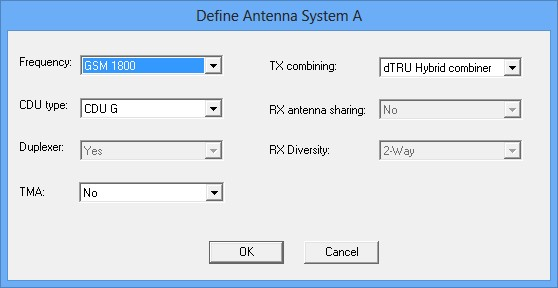 Define Antenna System A
Frequency: GSM 1800 TX combining: dTRU Hybrid combiner
CDU type: CDU G RX antenna sharing: No
Duplexer: Yes RX Diversity: 2-Way
TMA: No
OK Cancel